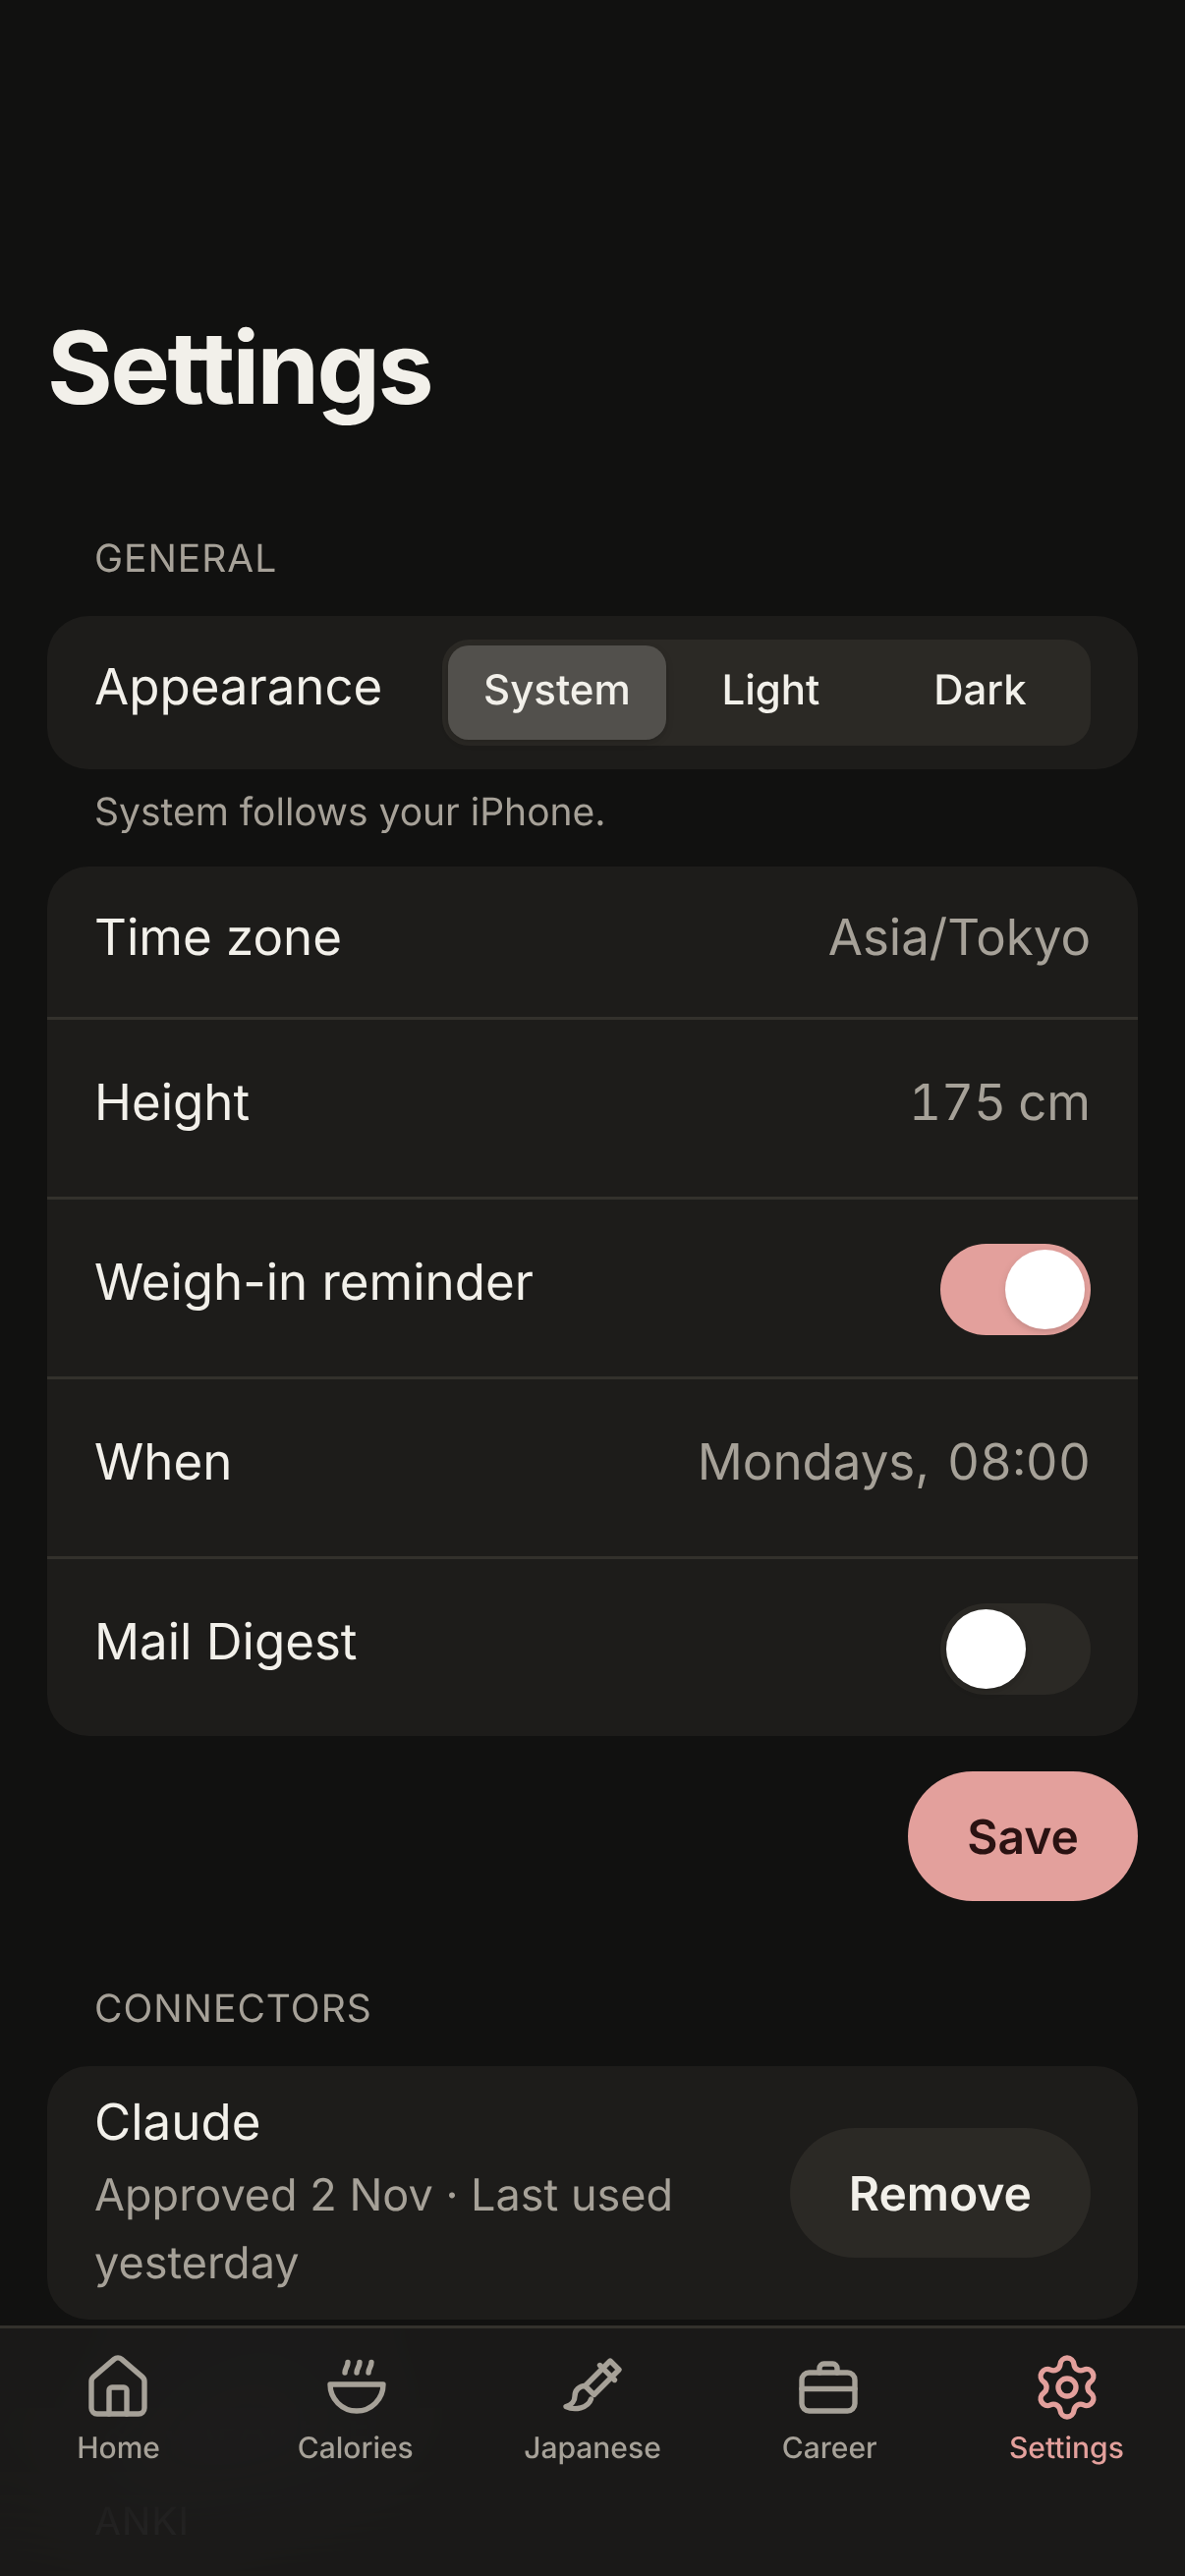 Settings
GENERAL
Appearance
System
Light
Dark
System follows your iPhone.
Time zone
Asia/Tokyo
Height
175 cm
Weigh-in reminder
When
Mondays, 08:00
Mail Digest
Save
CONNECTORS
Claude
Approved 2 Nov · Last used
yesterday
Remove
Home
Calories
Japanese
Career
Settings
ANKI